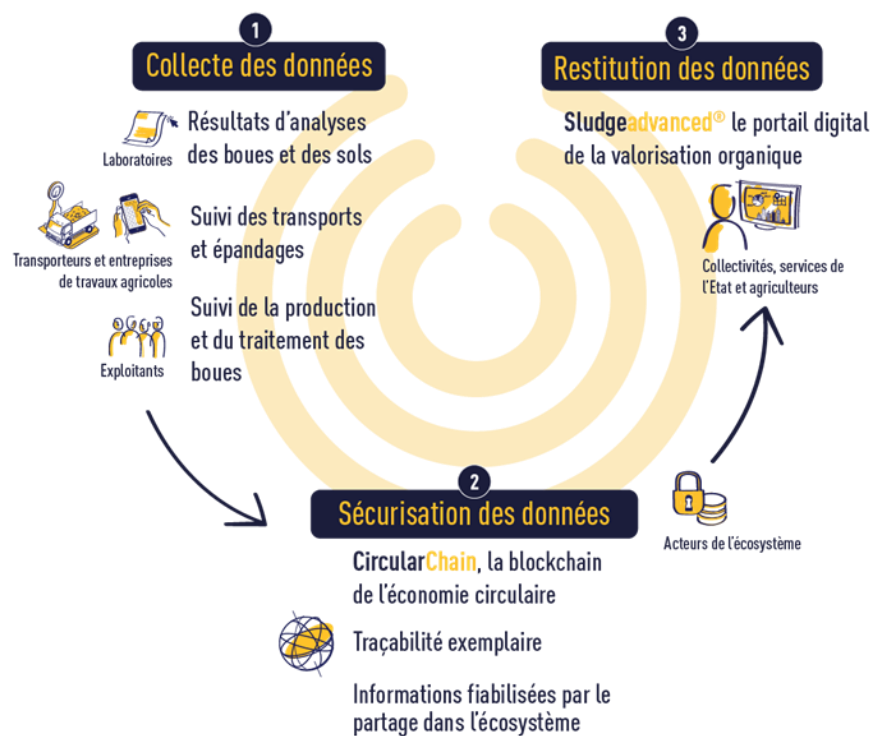 1
Collecte des données
Laboratoires
Résultats d'analyses
des boues et des sols
Transporteurs et entreprises
de travaux agricoles
Suivi des transports
et épandages
Exploitants
Suivi de la production
et du traitement des
boues
2
Sécurisation des données
CircularChain, la blockchain
de l'économie circulaire
Traçabilité exemplaire
Informations fiabilisées par le
partage dans l'écosystème
Acteurs de l'écosystème
3
Restitution des données
Sludgeadvanced® le portail digital
de la valorisation organique
Collectivités, services de
l'Etat et agriculteurs